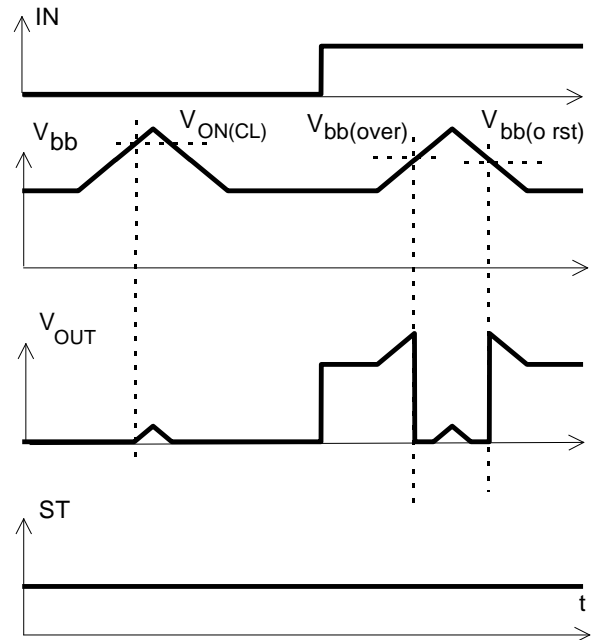 IN
Vbb
VON(CL)
Vbb(over)
Vbb(o rst)
VOUT
ST
t